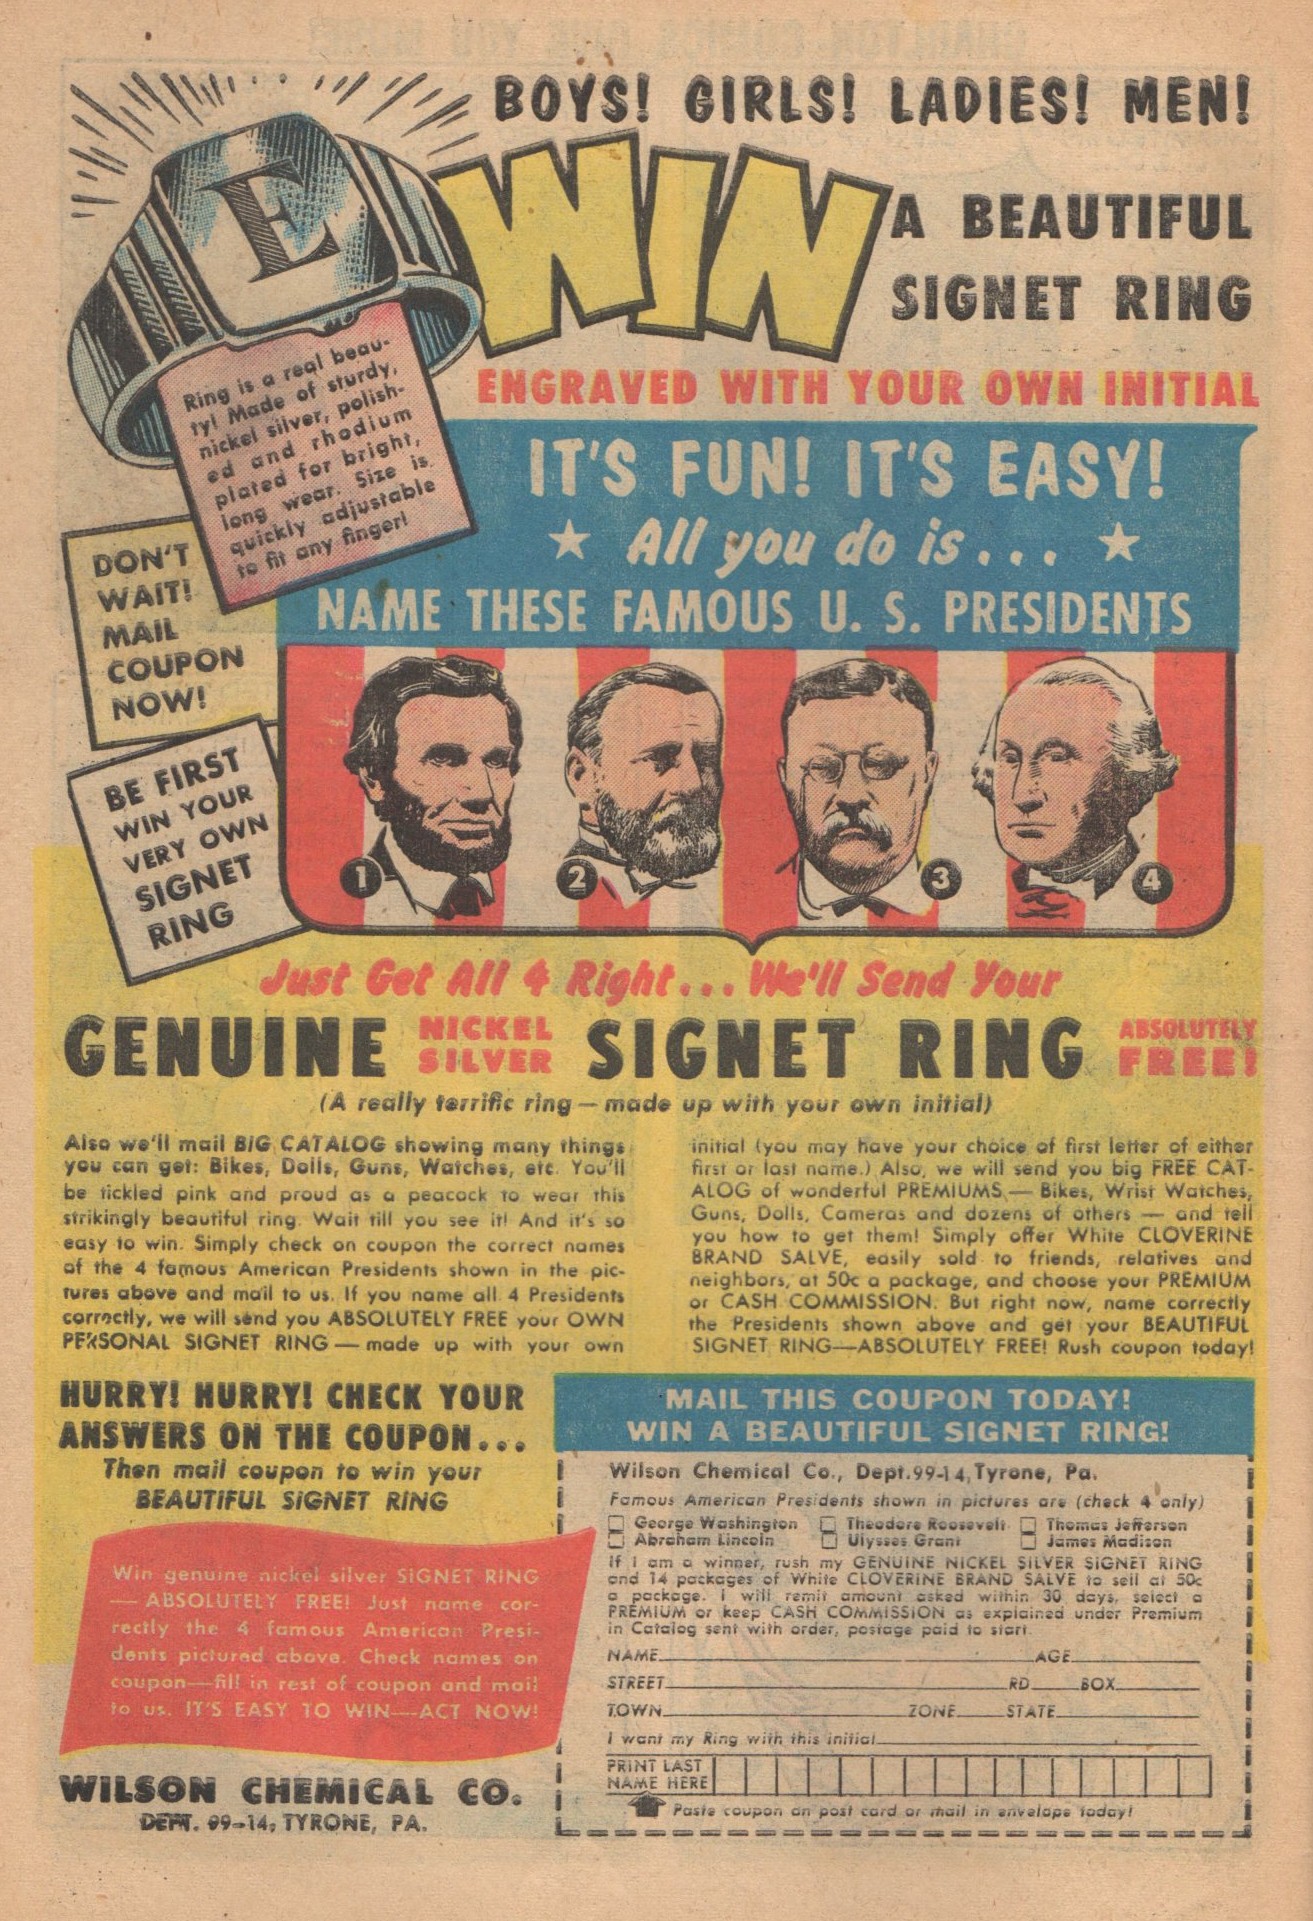 BOYS! GIRLS! LADIES! MEN!
WIN
A BEAUTIFUL
SIGNET RING
ENGRAVED WITH YOUR OWN INITIAL
E
Ring is a real beau-
ty! Made of sturdy,
nickel silver, polish-
ed and rhodium
plated for bright,
long wear. Size is
quickly adjustable
to fit any finger!
IT'S FUN! IT'S EASY!
★ All you do is... ★
NAME THESE FAMOUS U. S. PRESIDENTS
DON'T
WAIT!
MAIL
COUPON
NOW!
BE FIRST
WIN YOUR
VERY OWN
SIGNET
RING
1 2 3 4
Just Get All 4 Right... We'll Send Your
GENUINE NICKEL SILVER SIGNET RING ABSOLUTELY FREE!
(A really terrific ring — made up with your own initial)
Also we'll mail BIG CATALOG showing many things
you can get: Bikes, Dolls, Guns, Watches, etc. You'll
be tickled pink and proud as a peacock to wear this
strikingly beautiful ring. Wait till you see it! And it's so
easy to win. Simply check on coupon the correct names
of the 4 famous American Presidents shown in the pic-
tures above and mail to us. If you name all 4 Presidents
correctly, we will send you ABSOLUTELY FREE your OWN
PERSONAL SIGNET RING — made up with your own
initial (you may have your choice of first letter of either
first or last name.) Also, we will send you big FREE CAT-
ALOG of wonderful PREMIUMS — Bikes, Wrist Watches,
Guns, Dolls, Cameras and dozens of others — and tell
you how to get them! Simply offer White CLOVERINE
BRAND SALVE, easily sold to friends, relatives and
neighbors, at 50c a package, and choose your PREMIUM
or CASH COMMISSION. But right now, name correctly
the Presidents shown above and get your BEAUTIFUL
SIGNET RING—ABSOLUTELY FREE! Rush coupon today!
HURRY! HURRY! CHECK YOUR
ANSWERS ON THE COUPON...
Then mail coupon to win your
BEAUTIFUL SIGNET RING
Win genuine nickel silver SIGNET RING
— ABSOLUTELY FREE! Just name cor-
rectly the 4 famous American Presi-
dents pictured above. Check names on
coupon—fill in rest of coupon and mail
to us. IT'S EASY TO WIN—ACT NOW!
WILSON CHEMICAL CO.
DEPT. 99-14, TYRONE, PA.
MAIL THIS COUPON TODAY!
WIN A BEAUTIFUL SIGNET RING!
Wilson Chemical Co., Dept.99-14,Tyrone, Pa.
Famous American Presidents shown in pictures are (check 4 only)
George Washington Theodore Roosevelt Thomas Jefferson
Abraham Lincoln Ulysses Grant James Madison
If I am a winner, rush my GENUINE NICKEL SILVER SIGNET RING
and 14 packages of White CLOVERINE BRAND SALVE to sell at 50c
a package. I will remit amount asked within 30 days, select a
PREMIUM or keep CASH COMMISSION as explained under Premium
in Catalog sent with order, postage paid to start.
NAME AGE
STREET RD BOX
TOWN ZONE STATE
I want my Ring with this initial
PRINT LAST
NAME HERE
Paste coupon on post card or mail in envelope today!